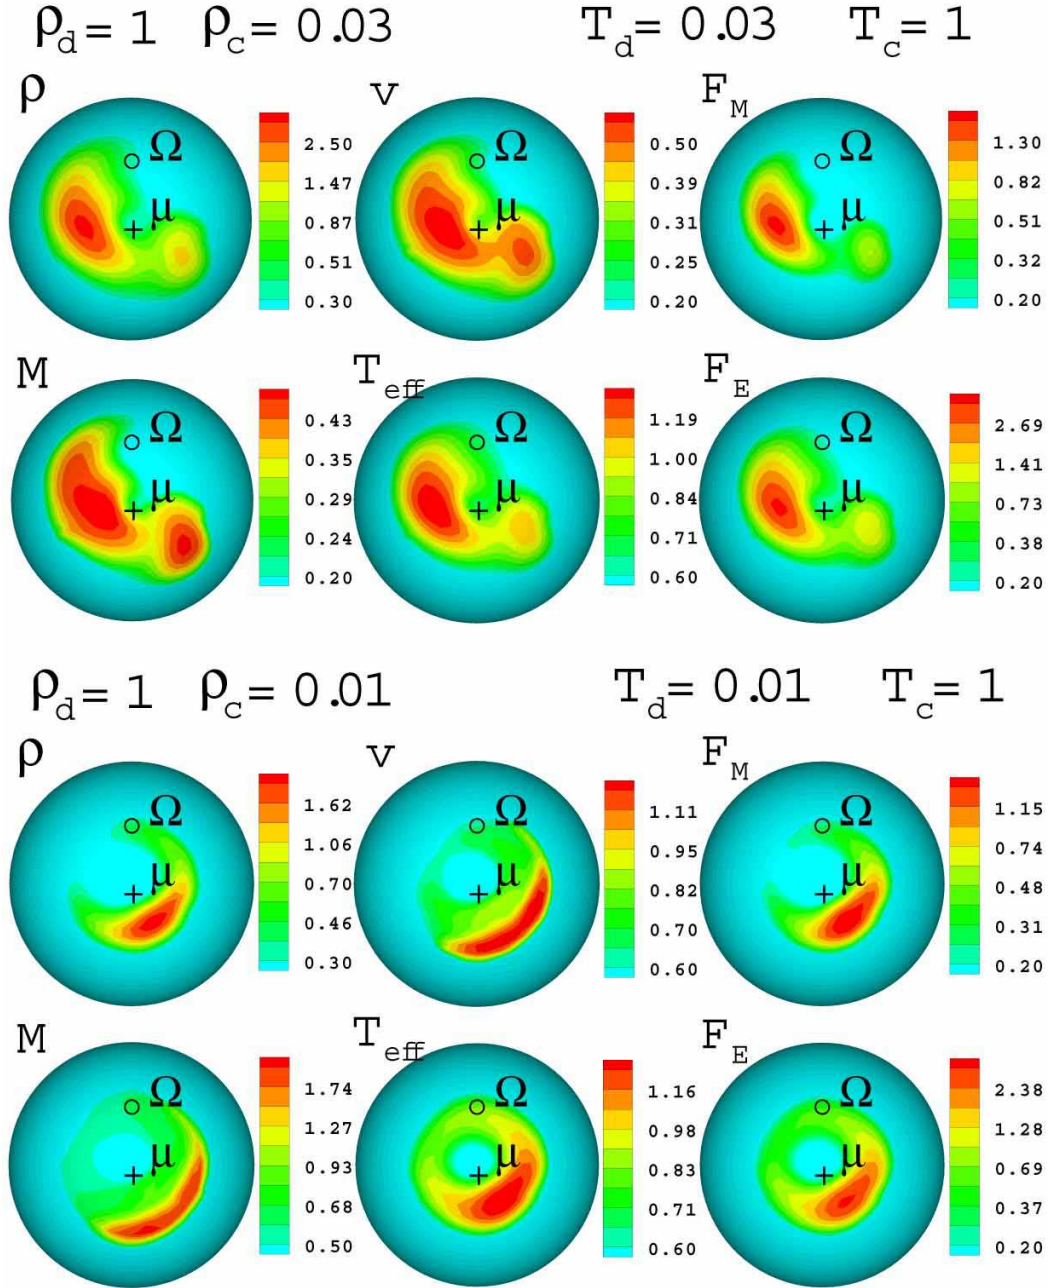 ρd = 1 ρc = 0.03 Td = 0.03 Tc = 1
ρ v FM
Ω 2.50 Ω 0.50 Ω 1.30
1.47 0.39 0.82
μ 0.87 μ 0.31 μ 0.51
0.51 0.25 0.32
0.30 0.20 0.20
M Teff FE
Ω 0.43 Ω 1.19 Ω 2.69
0.35 1.00 1.41
μ 0.29 μ 0.84 μ 0.73
0.24 0.71 0.38
0.20 0.60 0.20
ρd = 1 ρc = 0.01 Td = 0.01 Tc = 1
ρ v FM
Ω 1.62 Ω 1.11 Ω 1.15
1.06 0.95 0.74
μ 0.70 μ 0.82 μ 0.48
0.46 0.70 0.31
0.30 0.60 0.20
M Teff FE
Ω 1.74 Ω 1.16 Ω 2.38
1.27 0.98 1.28
μ 0.93 μ 0.83 μ 0.69
0.68 0.71 0.37
0.50 0.60 0.20